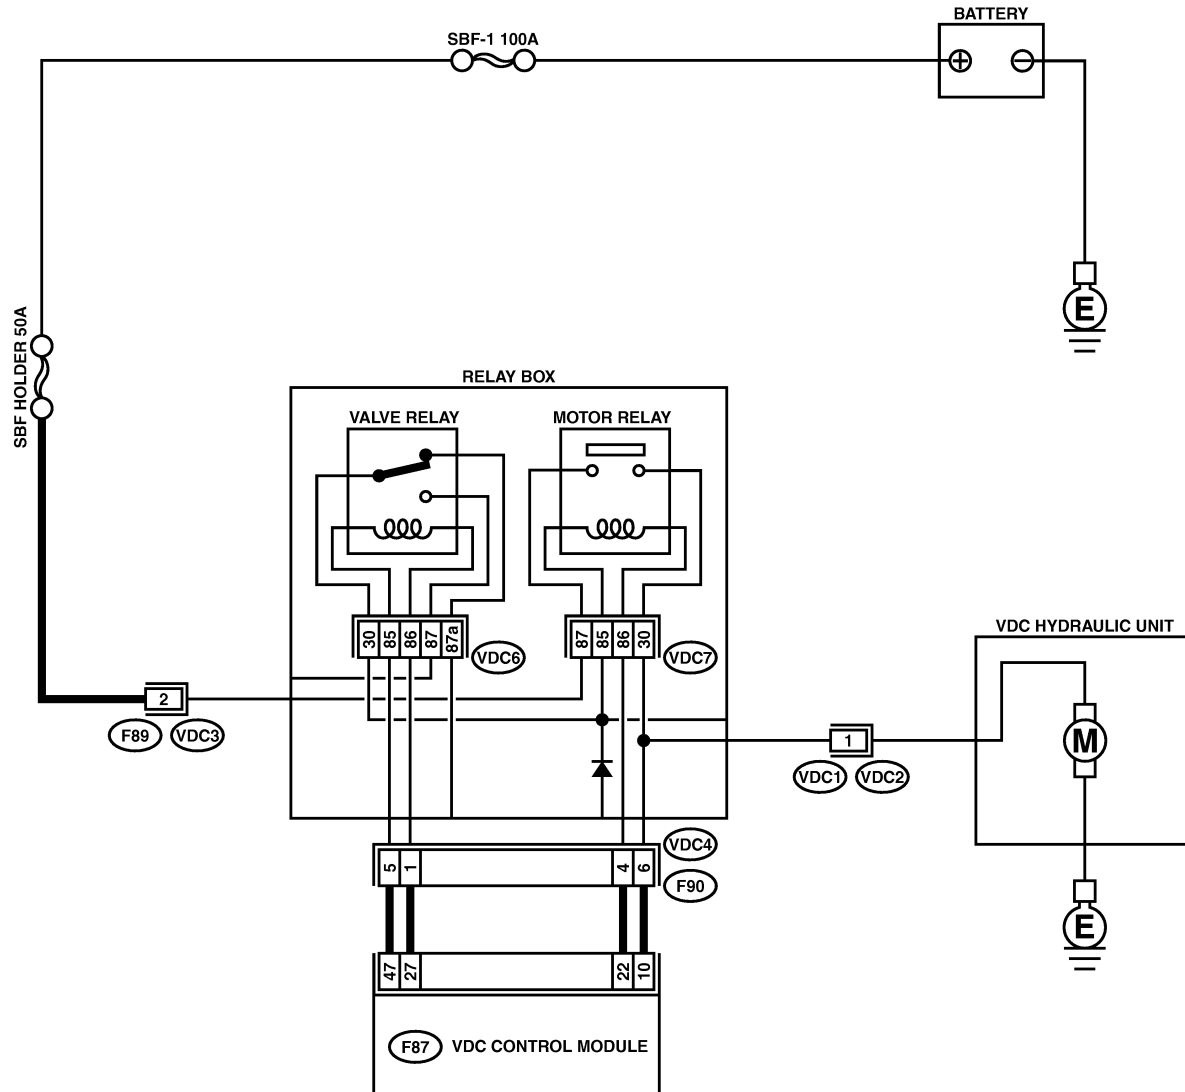 BATTERY
SBF-1 100A
+ −
E
SBF HOLDER 50A
RELAY BOX
VALVE RELAY
MOTOR RELAY
30 85 86 87 87a
VDC6
87 85 86 30
VDC7
VDC HYDRAULIC UNIT
2
F89 VDC3
1
VDC1 VDC2
M
VDC4
5 1 4 6
F90
E
47 27 22 10
F87 VDC CONTROL MODULE